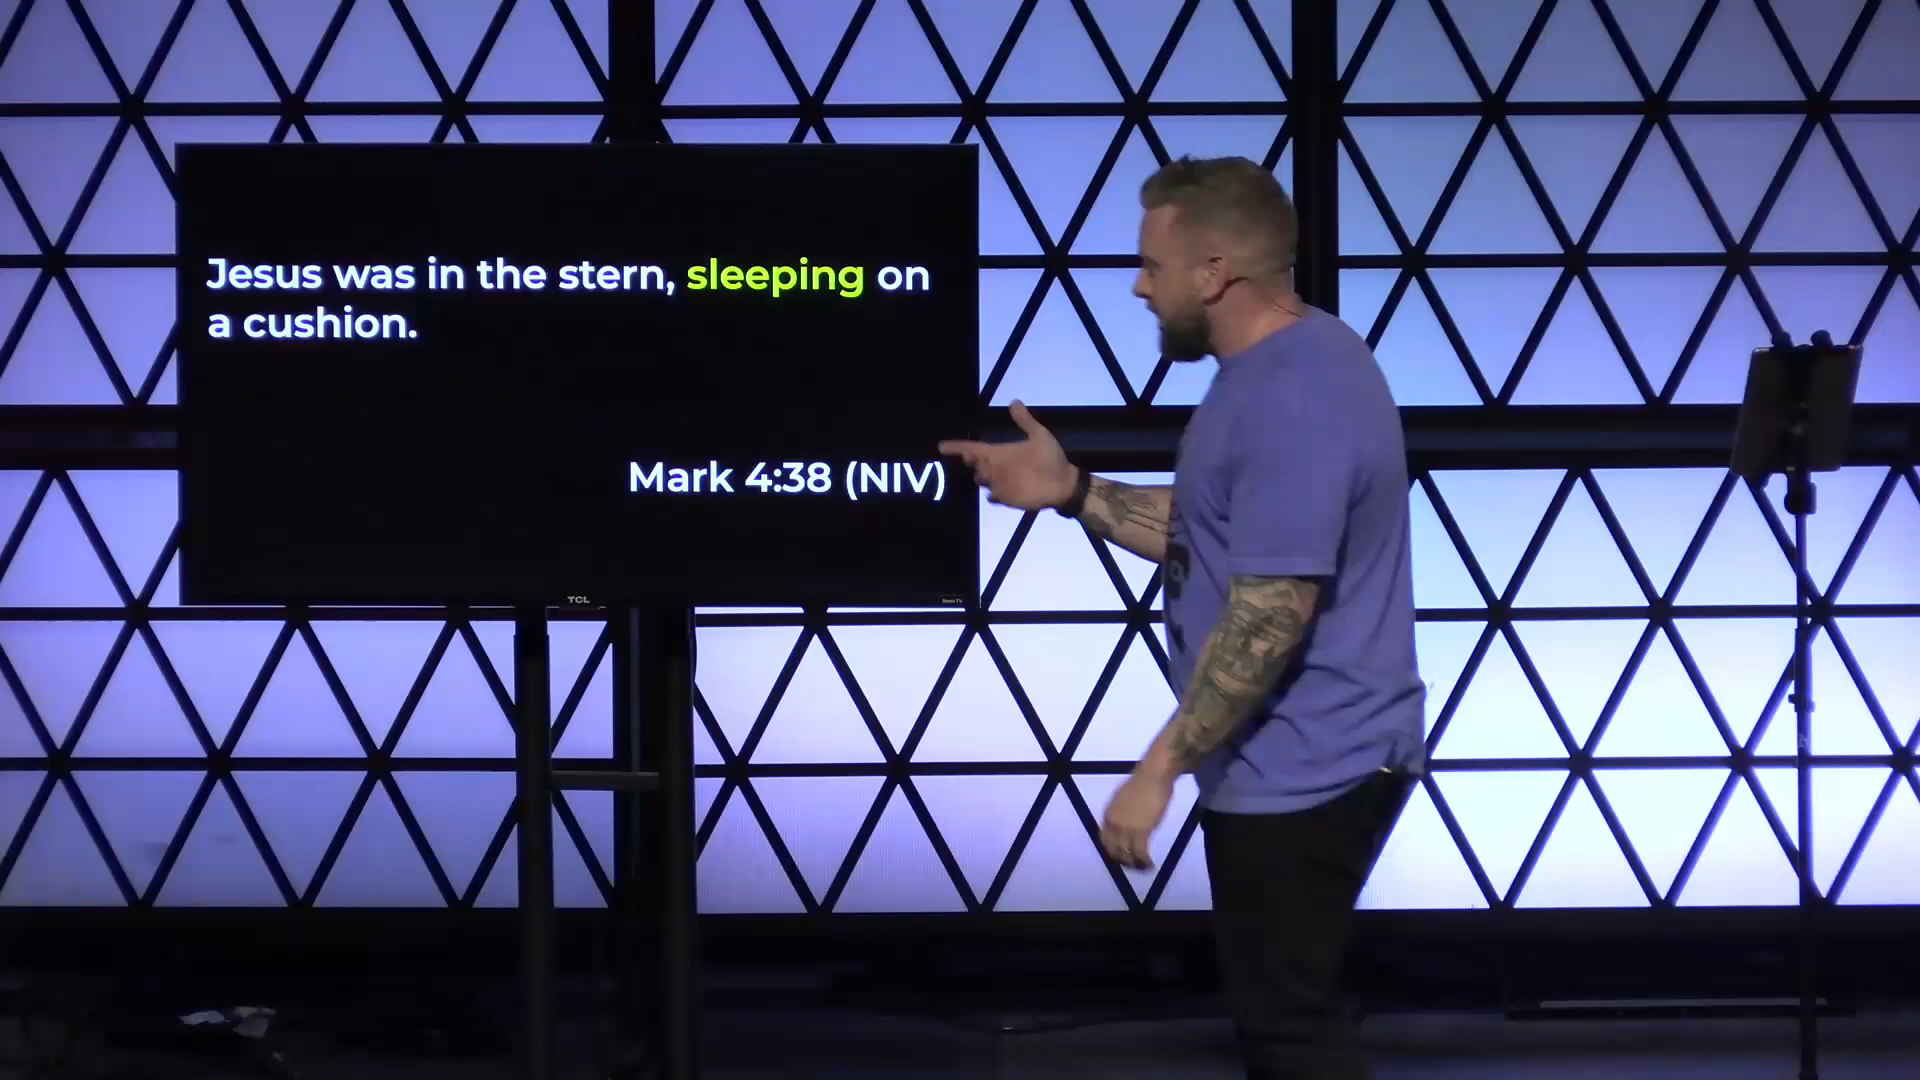 Jesus was in the stern, sleeping on
a cushion.
Mark 4:38 (NIV)
TCL